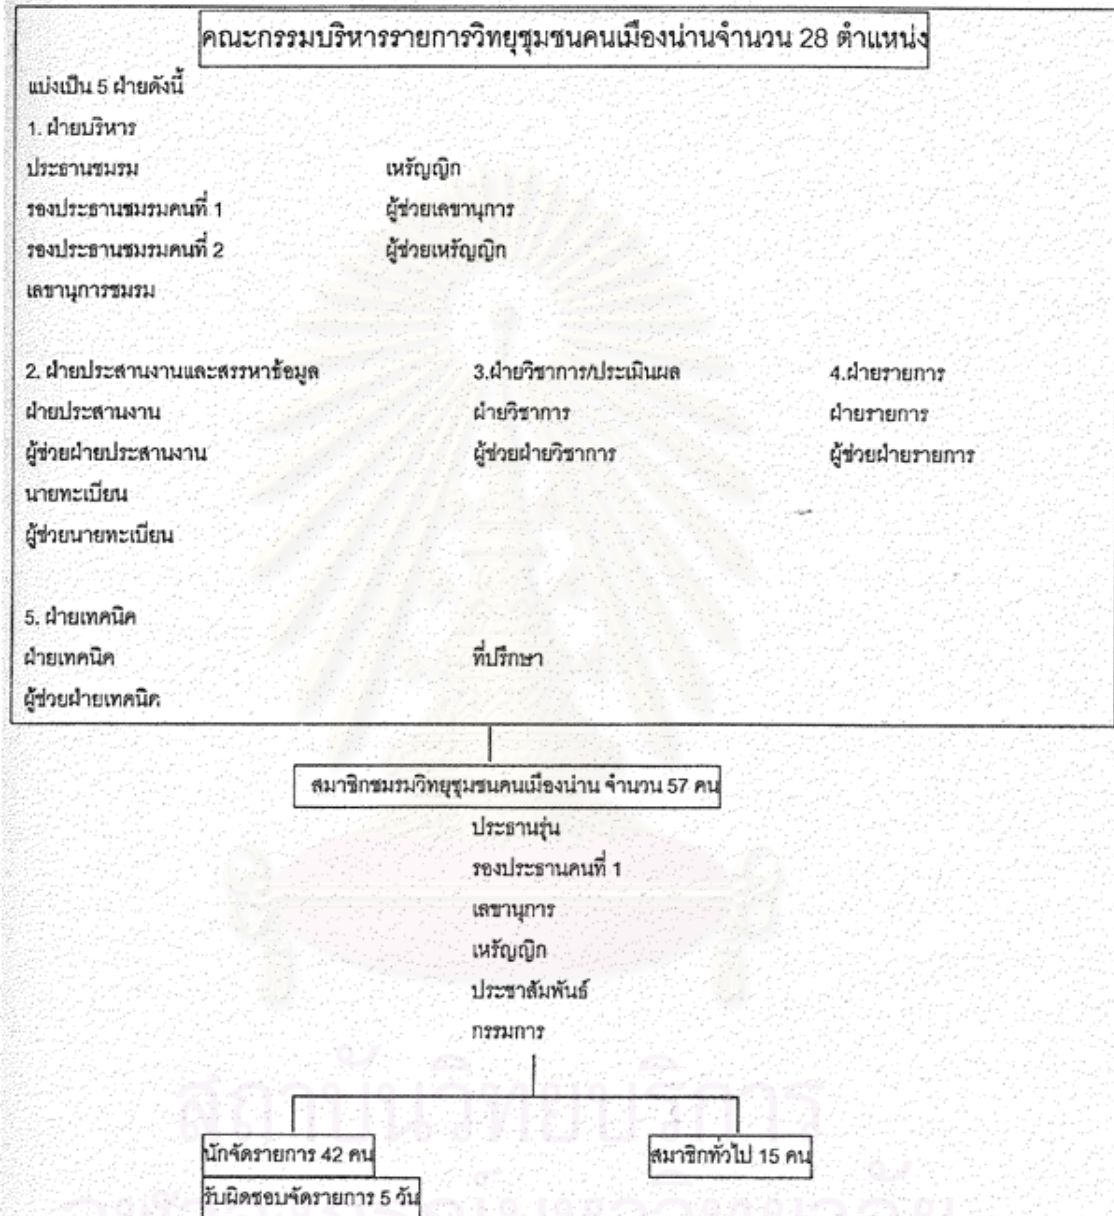 คณะกรรมบริหารรายการวิทยุชุมชนคนเมืองน่านจำนวน 28 ตำแหน่ง
แบ่งเป็น 5 ฝ่ายดังนี้
1. ฝ่ายบริหาร
ประธานชมรม เหรัญญิก
รองประธานชมรมคนที่ 1 ผู้ช่วยเลขานุการ
รองประธานชมรมคนที่ 2 ผู้ช่วยเหรัญญิก
เลขานุการชมรม
2. ฝ่ายประสานงานและสรรหาข้อมูล 3.ฝ่ายวิชาการ/ประเมินผล 4.ฝ่ายรายการ
ฝ่ายประสานงาน ฝ่ายวิชาการ ฝ่ายรายการ
ผู้ช่วยฝ่ายประสานงาน ผู้ช่วยฝ่ายวิชาการ ผู้ช่วยฝ่ายรายการ
นายทะเบียน
ผู้ช่วยนายทะเบียน
5. ฝ่ายเทคนิค
ฝ่ายเทคนิค ที่ปรึกษา
ผู้ช่วยฝ่ายเทคนิค
สมาชิกชมรมวิทยุชุมชนคนเมืองน่าน จำนวน 57 คน
ประธานรุ่น
รองประธานคนที่ 1
เลขานุการ
เหรัญญิก
ประชาสัมพันธ์
กรรมการ
สถาบันวิทยบริการ
นักจัดรายการ 42 คน สมาชิกทั่วไป 15 คน
รับผิดชอบจัดรายการ 5 วัน